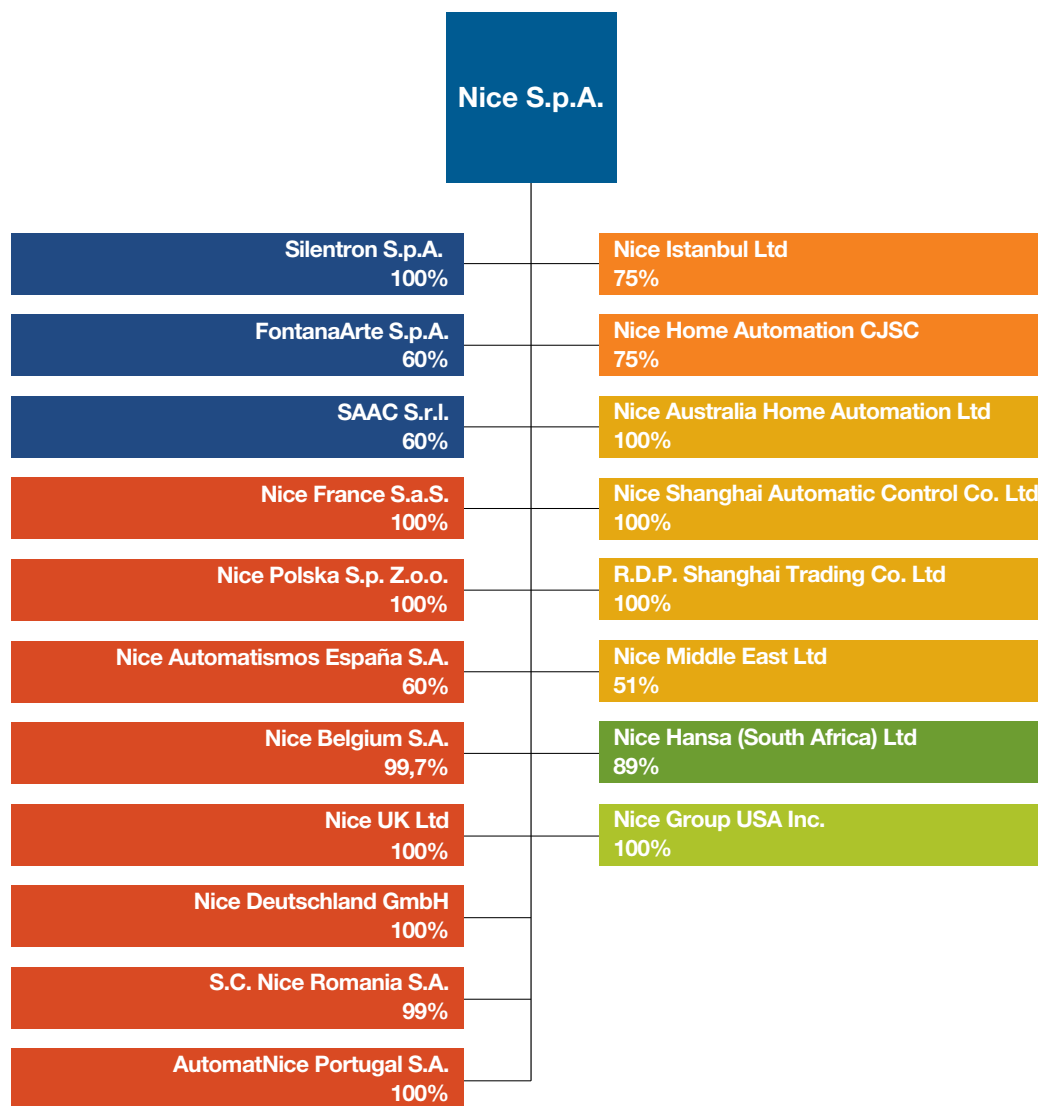 Nice S.p.A.
Silentron S.p.A.
100%
FontanaArte S.p.A.
60%
SAAC S.r.l.
60%
Nice France S.a.S.
100%
Nice Polska S.p. Z.o.o.
100%
Nice Automatismos España S.A.
60%
Nice Belgium S.A.
99,7%
Nice UK Ltd
100%
Nice Deutschland GmbH
100%
S.C. Nice Romania S.A.
99%
AutomatNice Portugal S.A.
100%
Nice Istanbul Ltd
75%
Nice Home Automation CJSC
75%
Nice Australia Home Automation Ltd
100%
Nice Shanghai Automatic Control Co. Ltd
100%
R.D.P. Shanghai Trading Co. Ltd
100%
Nice Middle East Ltd
51%
Nice Hansa (South Africa) Ltd
89%
Nice Group USA Inc.
100%